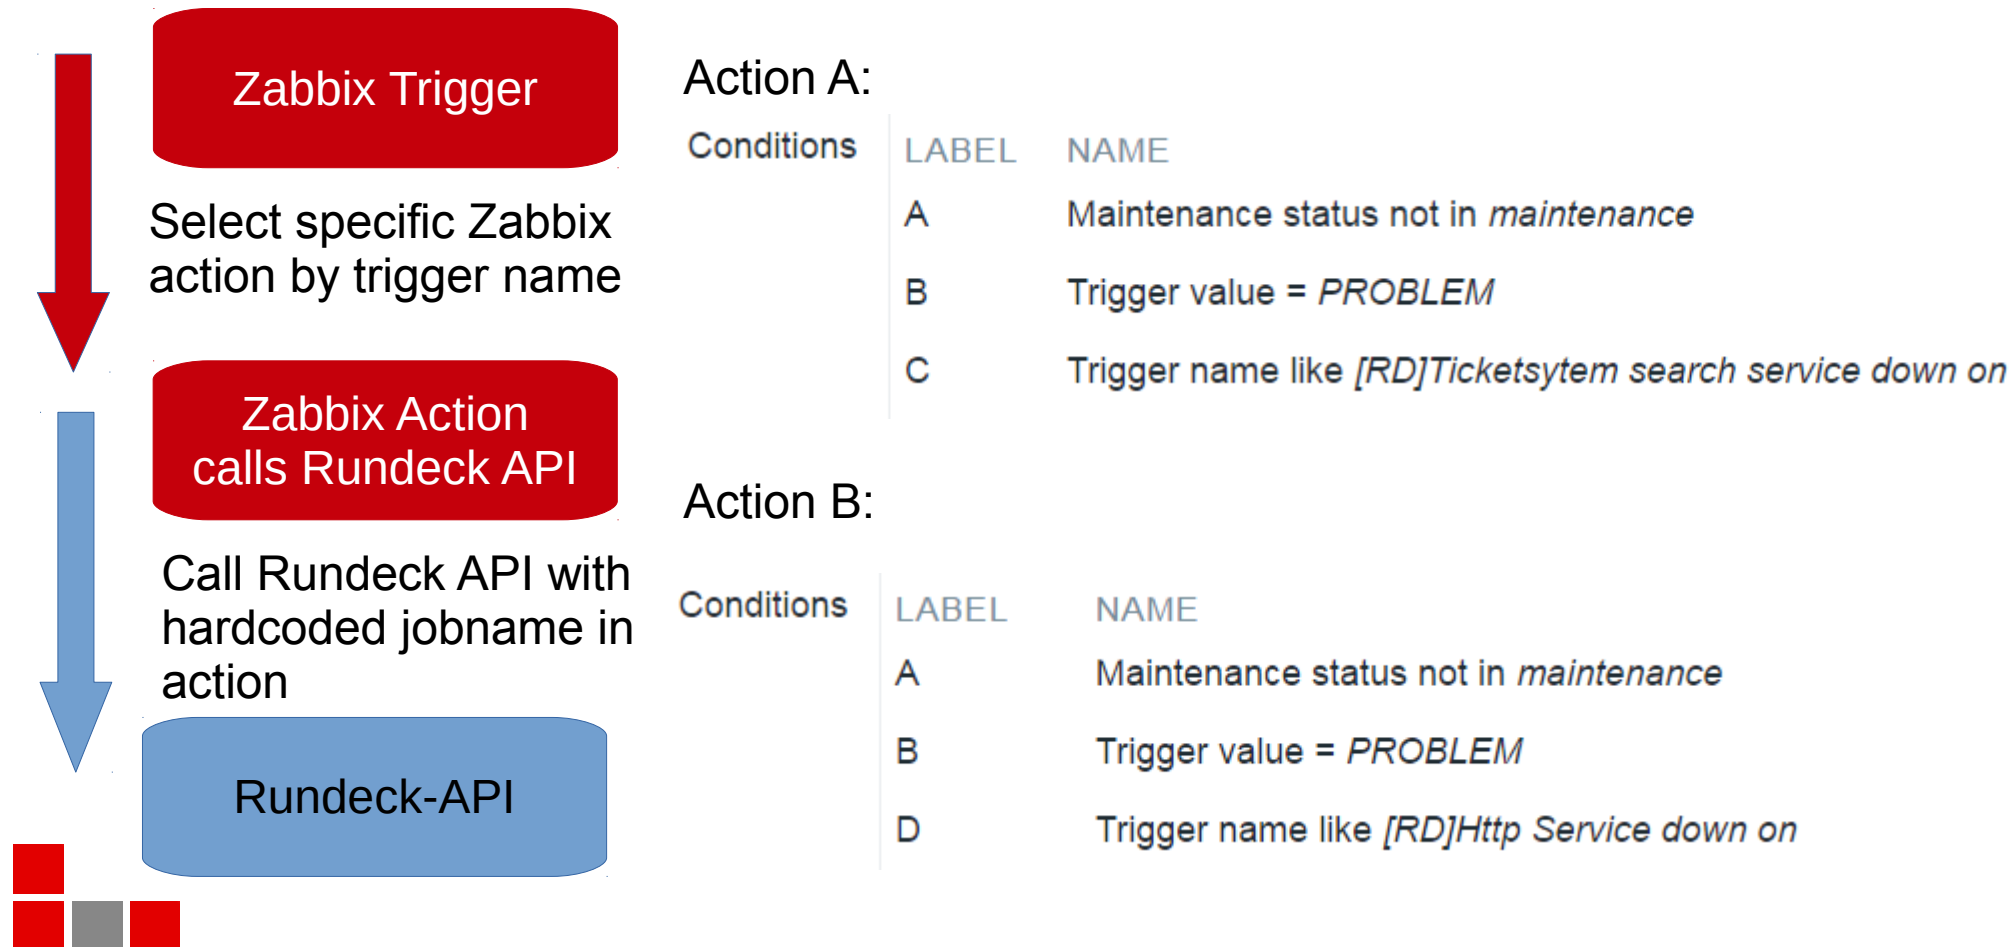 Zabbix Trigger
Select specific Zabbix
action by trigger name
Zabbix Action
calls Rundeck API
Call Rundeck API with
hardcoded jobname in
action
Rundeck-API
Action A:
Conditions LABEL NAME
A Maintenance status not in maintenance
B Trigger value = PROBLEM
C Trigger name like [RD]Ticketsytem search service down on
Action B:
Conditions LABEL NAME
A Maintenance status not in maintenance
B Trigger value = PROBLEM
D Trigger name like [RD]Http Service down on